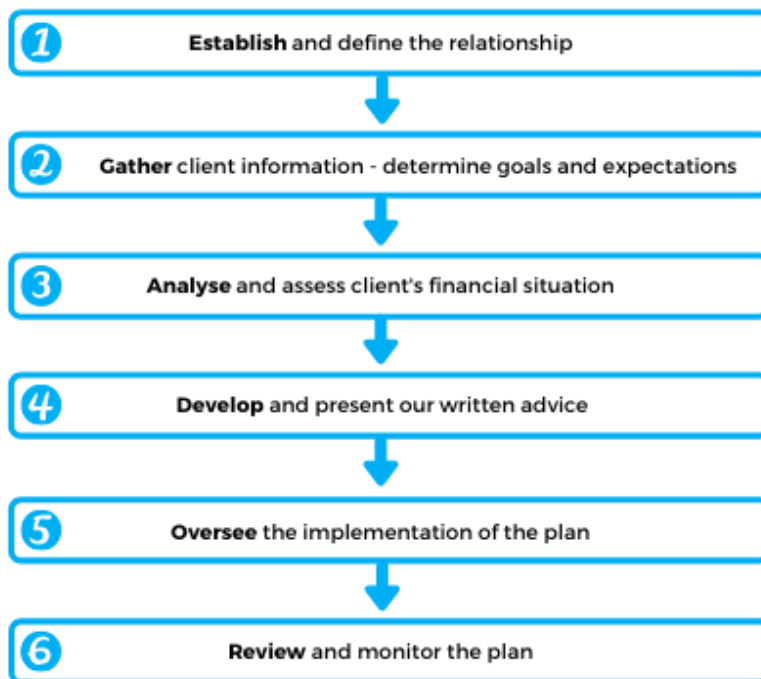 1 Establish and define the relationship
2 Gather client information - determine goals and expectations
3 Analyse and assess client's financial situation
4 Develop and present our written advice
5 Oversee the implementation of the plan
6 Review and monitor the plan